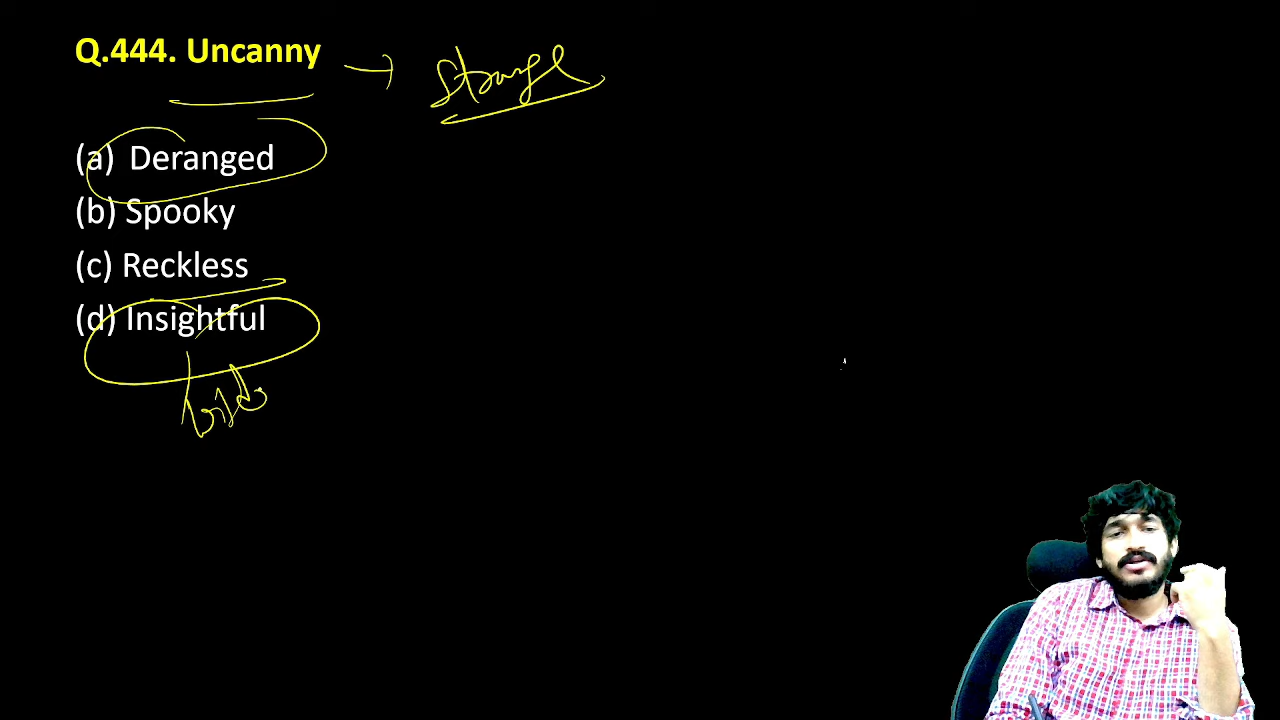 Q.444. Uncanny → Strange
(a) Deranged
(b) Spooky
(c) Reckless
(d) Insightful